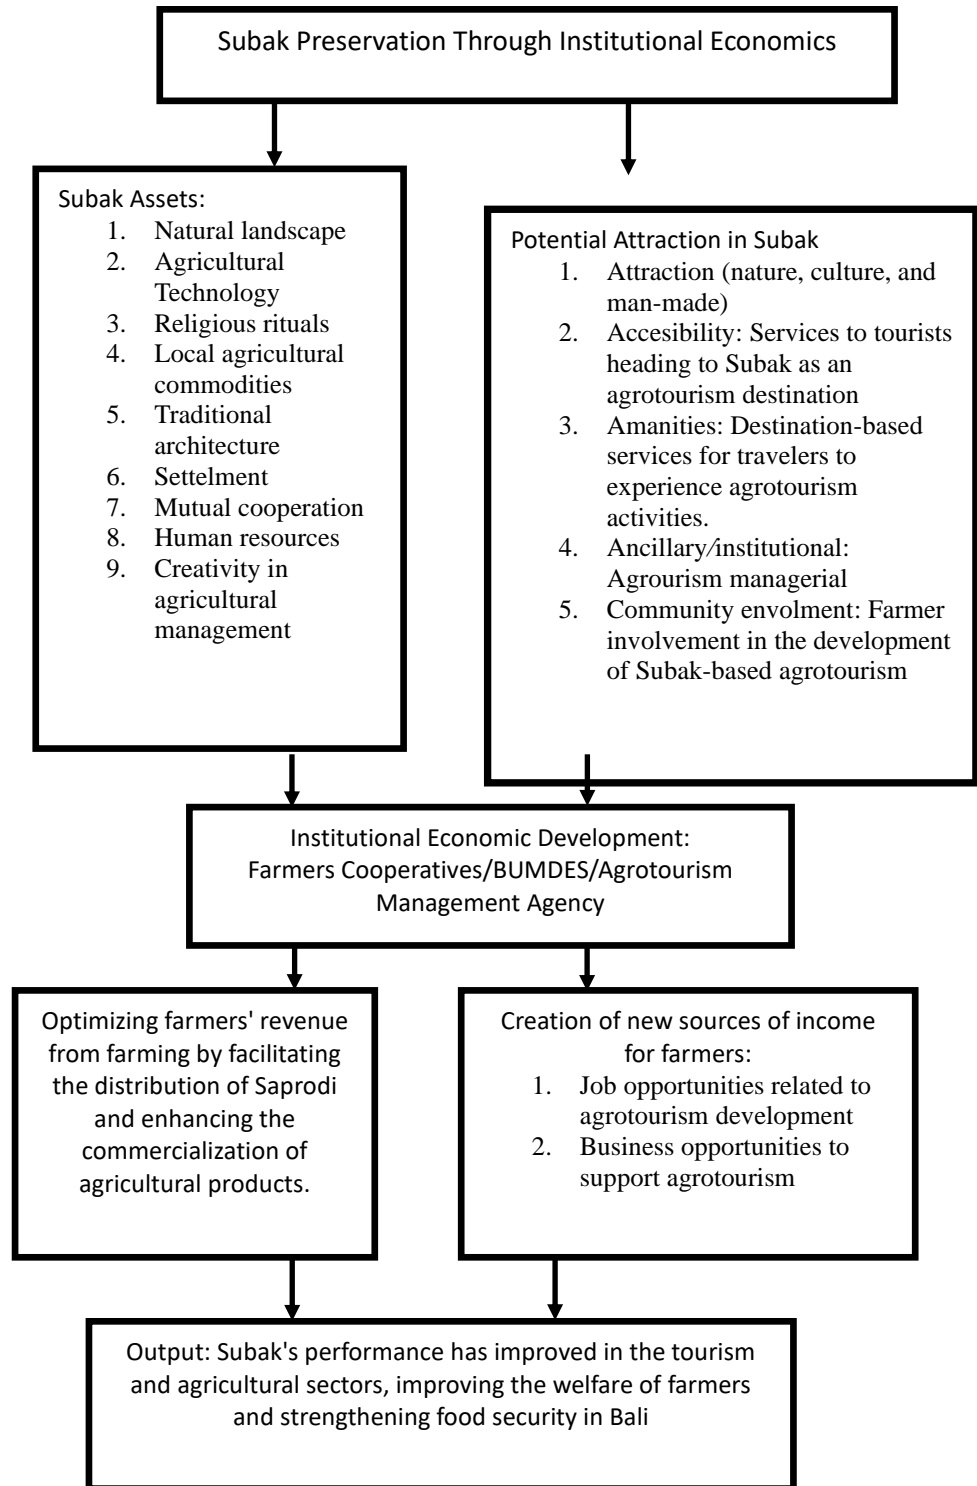 Subak Preservation Through Institutional Economics
Subak Assets:
1. Natural landscape
2. Agricultural
Technology
3. Religious rituals
4. Local agricultural
commodities
5. Traditional
architecture
6. Settelment
7. Mutual cooperation
8. Human resources
9. Creativity in
agricultural
management
Potential Attraction in Subak
1. Attraction (nature, culture, and
man-made)
2. Accesibility: Services to tourists
heading to Subak as an
agrotourism destination
3. Amanities: Destination-based
services for travelers to
experience agrotourism
activities.
4. Ancillary/institutional:
Agrourism managerial
5. Community envolment: Farmer
involvement in the development
of Subak-based agrotourism
Institutional Economic Development:
Farmers Cooperatives/BUMDES/Agrotourism
Management Agency
Optimizing farmers' revenue
from farming by facilitating
the distribution of Saprodi
and enhancing the
commercialization of
agricultural products.
Creation of new sources of income
for farmers:
1. Job opportunities related to
agrotourism development
2. Business opportunities to
support agrotourism
Output: Subak's performance has improved in the tourism
and agricultural sectors, improving the welfare of farmers
and strengthening food security in Bali